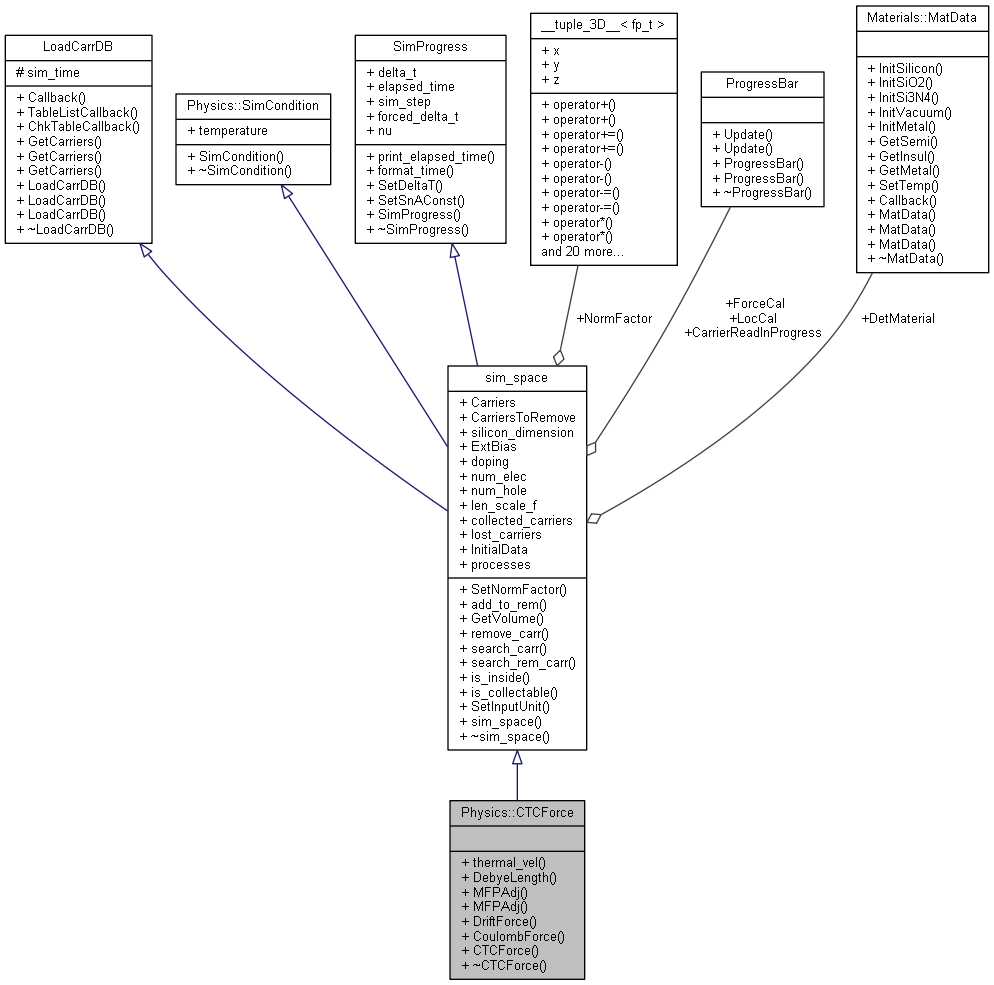 LoadCarrDB
# sim_time
+ Callback()
+ TableListCallback()
+ ChkTableCallback()
+ GetCarriers()
+ GetCarriers()
+ GetCarriers()
+ LoadCarrDB()
+ LoadCarrDB()
+ LoadCarrDB()
+ ~LoadCarrDB()
Physics::SimCondition
+ temperature
+ SimCondition()
+ ~SimCondition()
SimProgress
+ delta_t
+ elapsed_time
+ sim_step
+ forced_delta_t
+ nu
+ print_elapsed_time()
+ format_time()
+ SetDeltaT()
+ SetSnAConst()
+ SimProgress()
+ ~SimProgress()
__tuple_3D__< fp_t >
+ x
+ y
+ z
+ operator+()
+ operator+()
+ operator+=()
+ operator+=()
+ operator-()
+ operator-()
+ operator-=()
+ operator-=()
+ operator*()
+ operator*()
and 20 more...
ProgressBar
+ Update()
+ Update()
+ ProgressBar()
+ ProgressBar()
+ ~ProgressBar()
Materials::MatData
+ InitSilicon()
+ InitSiO2()
+ InitSi3N4()
+ InitVacuum()
+ InitMetal()
+ GetSemi()
+ GetInsul()
+ GetMetal()
+ SetTemp()
+ Callback()
+ MatData()
+ MatData()
+ MatData()
+ ~MatData()
+NormFactor
+ForceCal
+LocCal
+CarrierReadInProgress
+DetMaterial
sim_space
+ Carriers
+ CarriersToRemove
+ silicon_dimension
+ ExtBias
+ doping
+ num_elec
+ num_hole
+ len_scale_f
+ collected_carriers
+ lost_carriers
+ InitialData
+ processes
+ SetNormFactor()
+ add_to_rem()
+ GetVolume()
+ remove_carr()
+ search_carr()
+ search_rem_carr()
+ is_inside()
+ is_collectable()
+ SetInputUnit()
+ sim_space()
+ ~sim_space()
Physics::CTCForce
+ thermal_vel()
+ DebyeLength()
+ MFPAdj()
+ MFPAdj()
+ DriftForce()
+ CoulombForce()
+ CTCForce()
+ ~CTCForce()